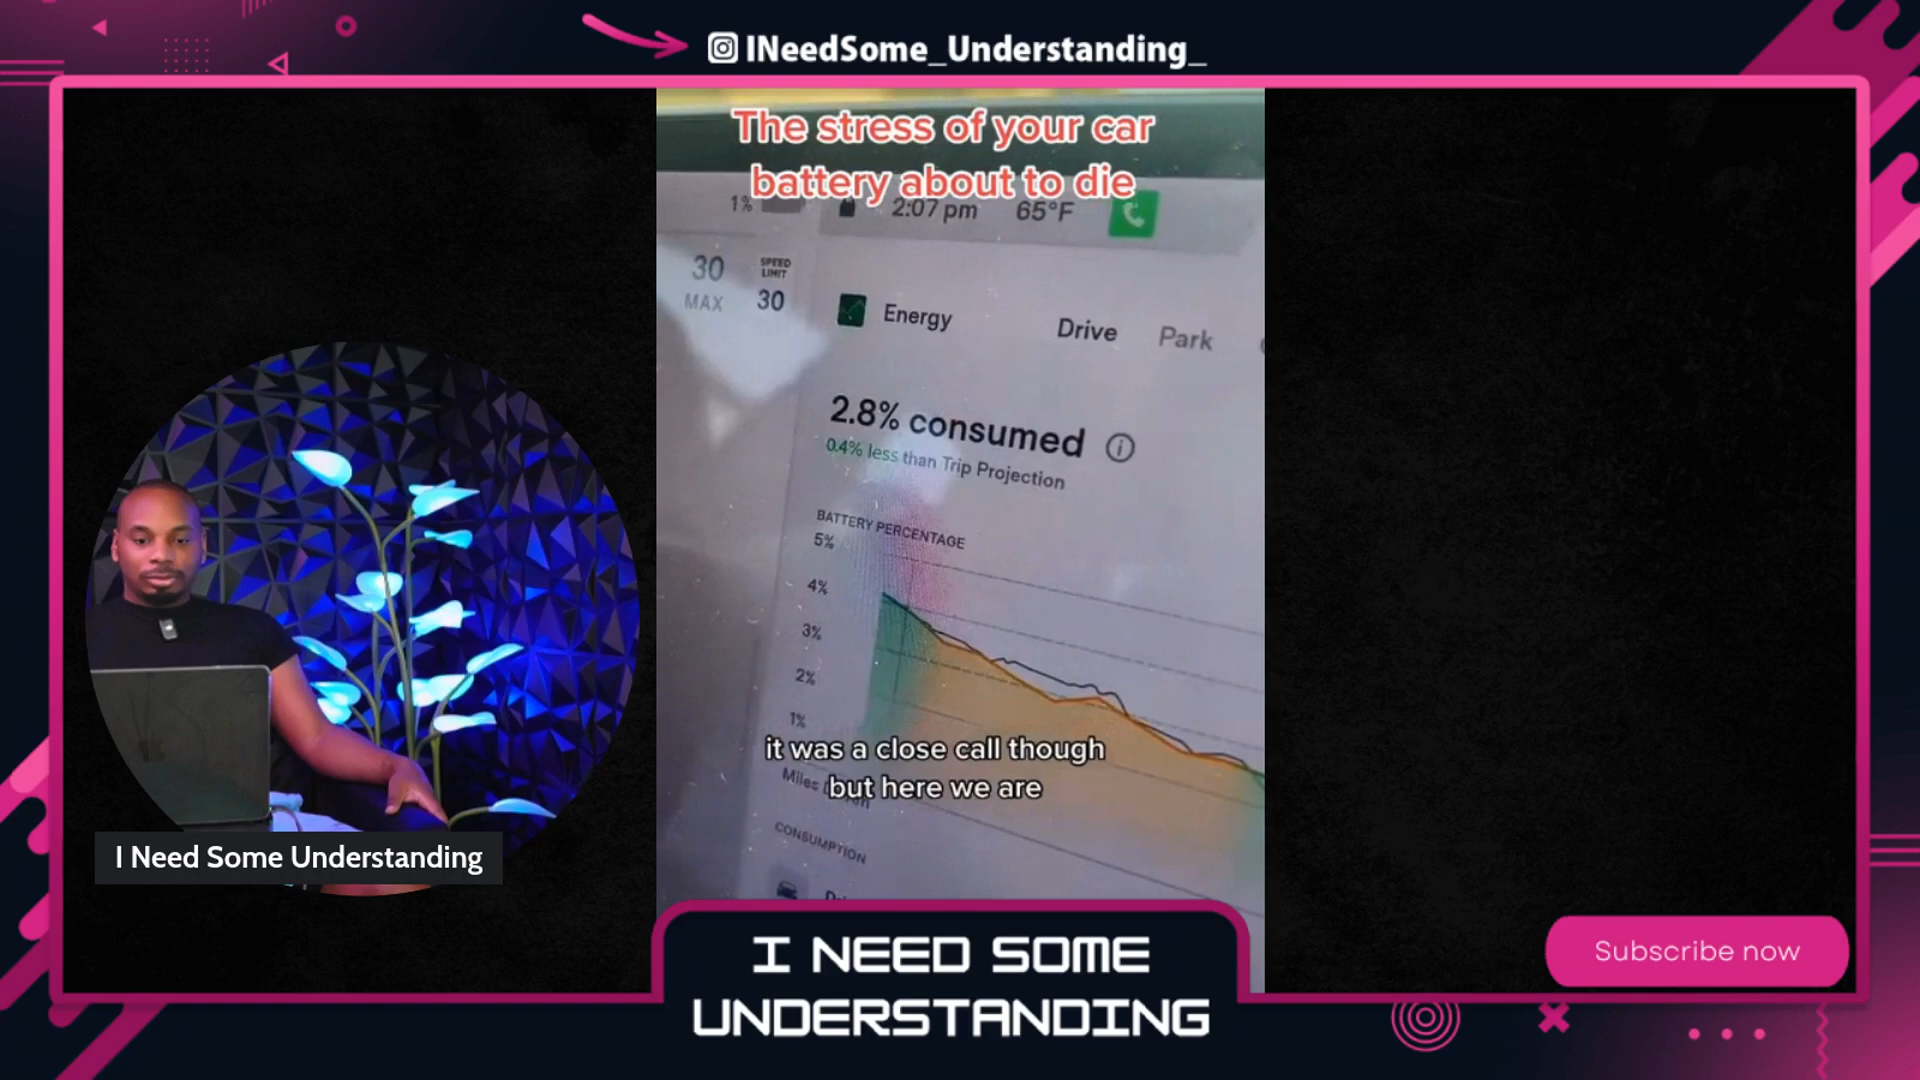 INeedSome_Understanding_
The stress of your car
battery about to die
1%
2:07 pm
65°F
30
MAX
SPEED
LIMIT
30
Energy
Drive
Park
2.8% consumed
0.4% less than Trip Projection
BATTERY PERCENTAGE
5%
4%
3%
2%
1%
it was a close call though
but here we are
Miles
CONSUMPTION
I Need Some Understanding
I NEED SOME
UNDERSTANDING
Subscribe now